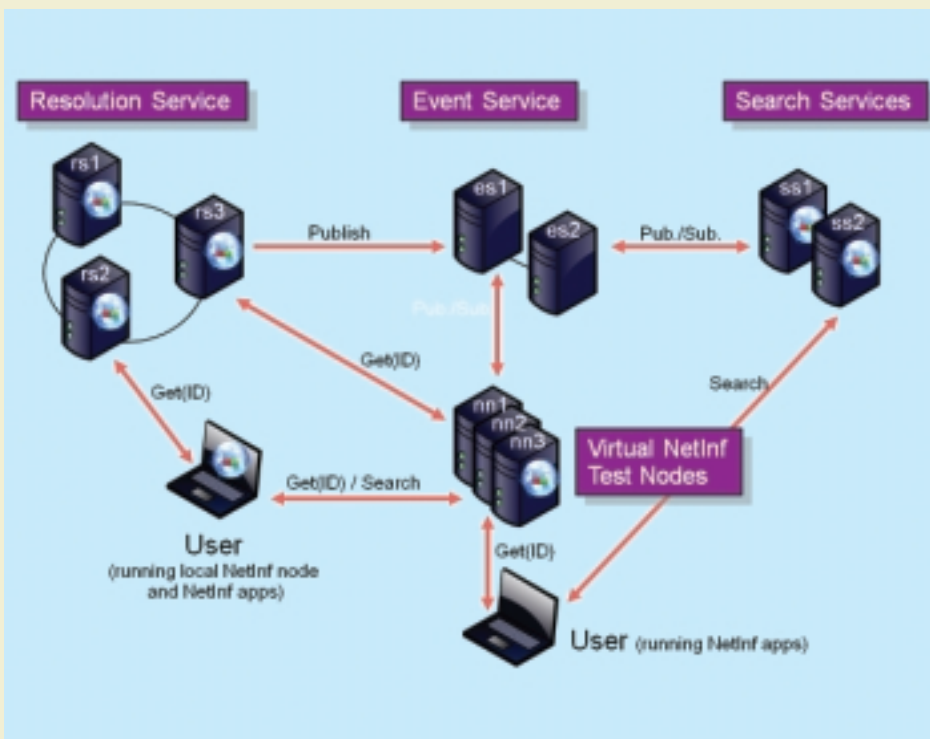 Resolution Service
Event Service
Search Services
rs1
rs3
rs2
es1
es2
ss1
ss2
Publish
Pub./Sub.
Pub./Sub.
Get(ID)
Get(ID)
Search
nn1
nn2
nn3
Virtual NetInf
Test Nodes
Get(ID) / Search
Get(ID)
User
(running local NetInf node
and NetInf apps)
User (running NetInf apps)